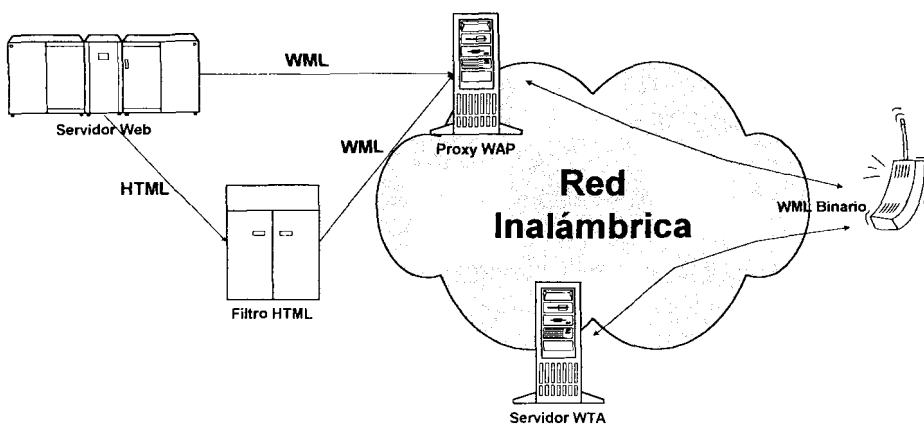 WML
Servidor Web
WML
Proxy WAP
HTML
Red
Inalámbrica
WML Binario
Filtro HTML
Servidor WTA